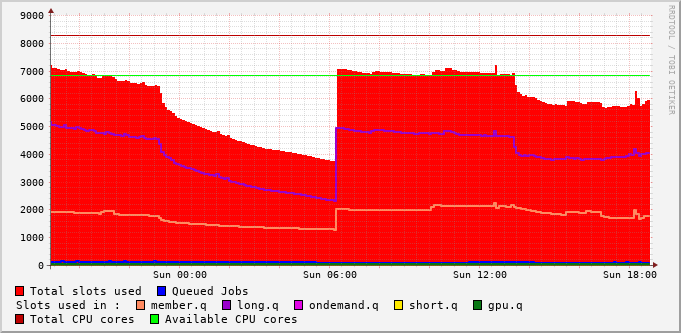 9000
8000
7000
6000
5000
4000
3000
2000
1000
0
Sun 00:00 Sun 06:00 Sun 12:00 Sun 18:00
RRDTOOL / TOBI OETIKER
Total slots used Queued Jobs
Slots used in : member.q long.q ondemand.q short.q gpu.q
Total CPU cores Available CPU cores